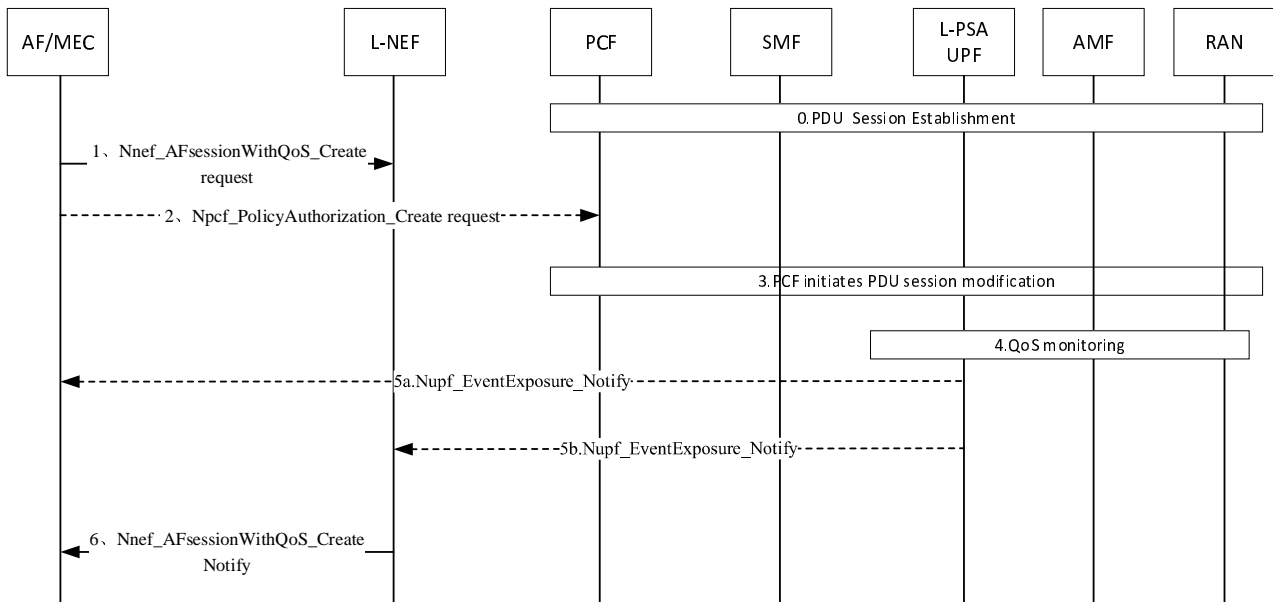 AF/MEC
L-NEF
PCF
SMF
L-PSA
UPF
AMF
RAN
0.PDU Session Establishment
1、Nnef_AFsessionWithQoS_Create
request
2、Npcf_PolicyAuthorization_Create request
3.PCF initiates PDU session modification
4.QoS monitoring
5a.Nupf_EventExposure_Notify
5b.Nupf_EventExposure_Notify
6、Nnef_AFsessionWithQoS_Create
Notify